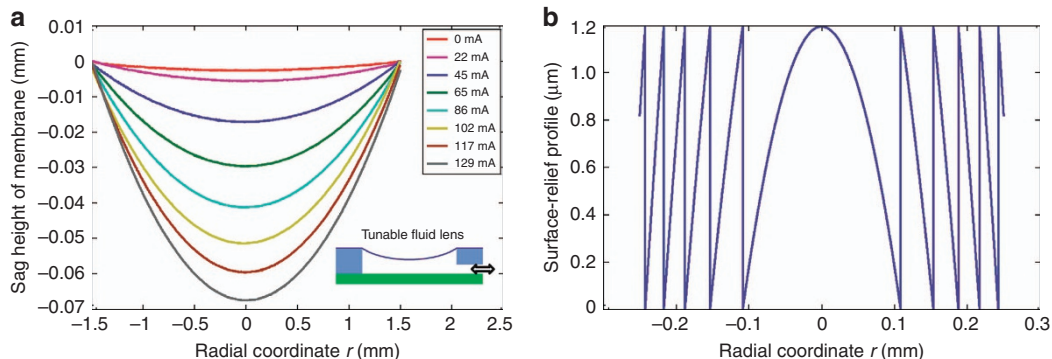 a
Sag height of membrane (mm)
0.01
0
−0.01
−0.02
−0.03
−0.04
−0.05
−0.06
−0.07
−1.5
−1
−0.5
0
0.5
1
1.5
2
2.5
Radial coordinate r (mm)
0 mA
22 mA
45 mA
65 mA
86 mA
102 mA
117 mA
129 mA
Tunable fluid lens
b
Surface-relief profile (μm)
1.2
1.0
0.8
0.6
0.4
0.2
0
−0.2
−0.1
0
0.1
0.2
0.3
Radial coordinate r (mm)